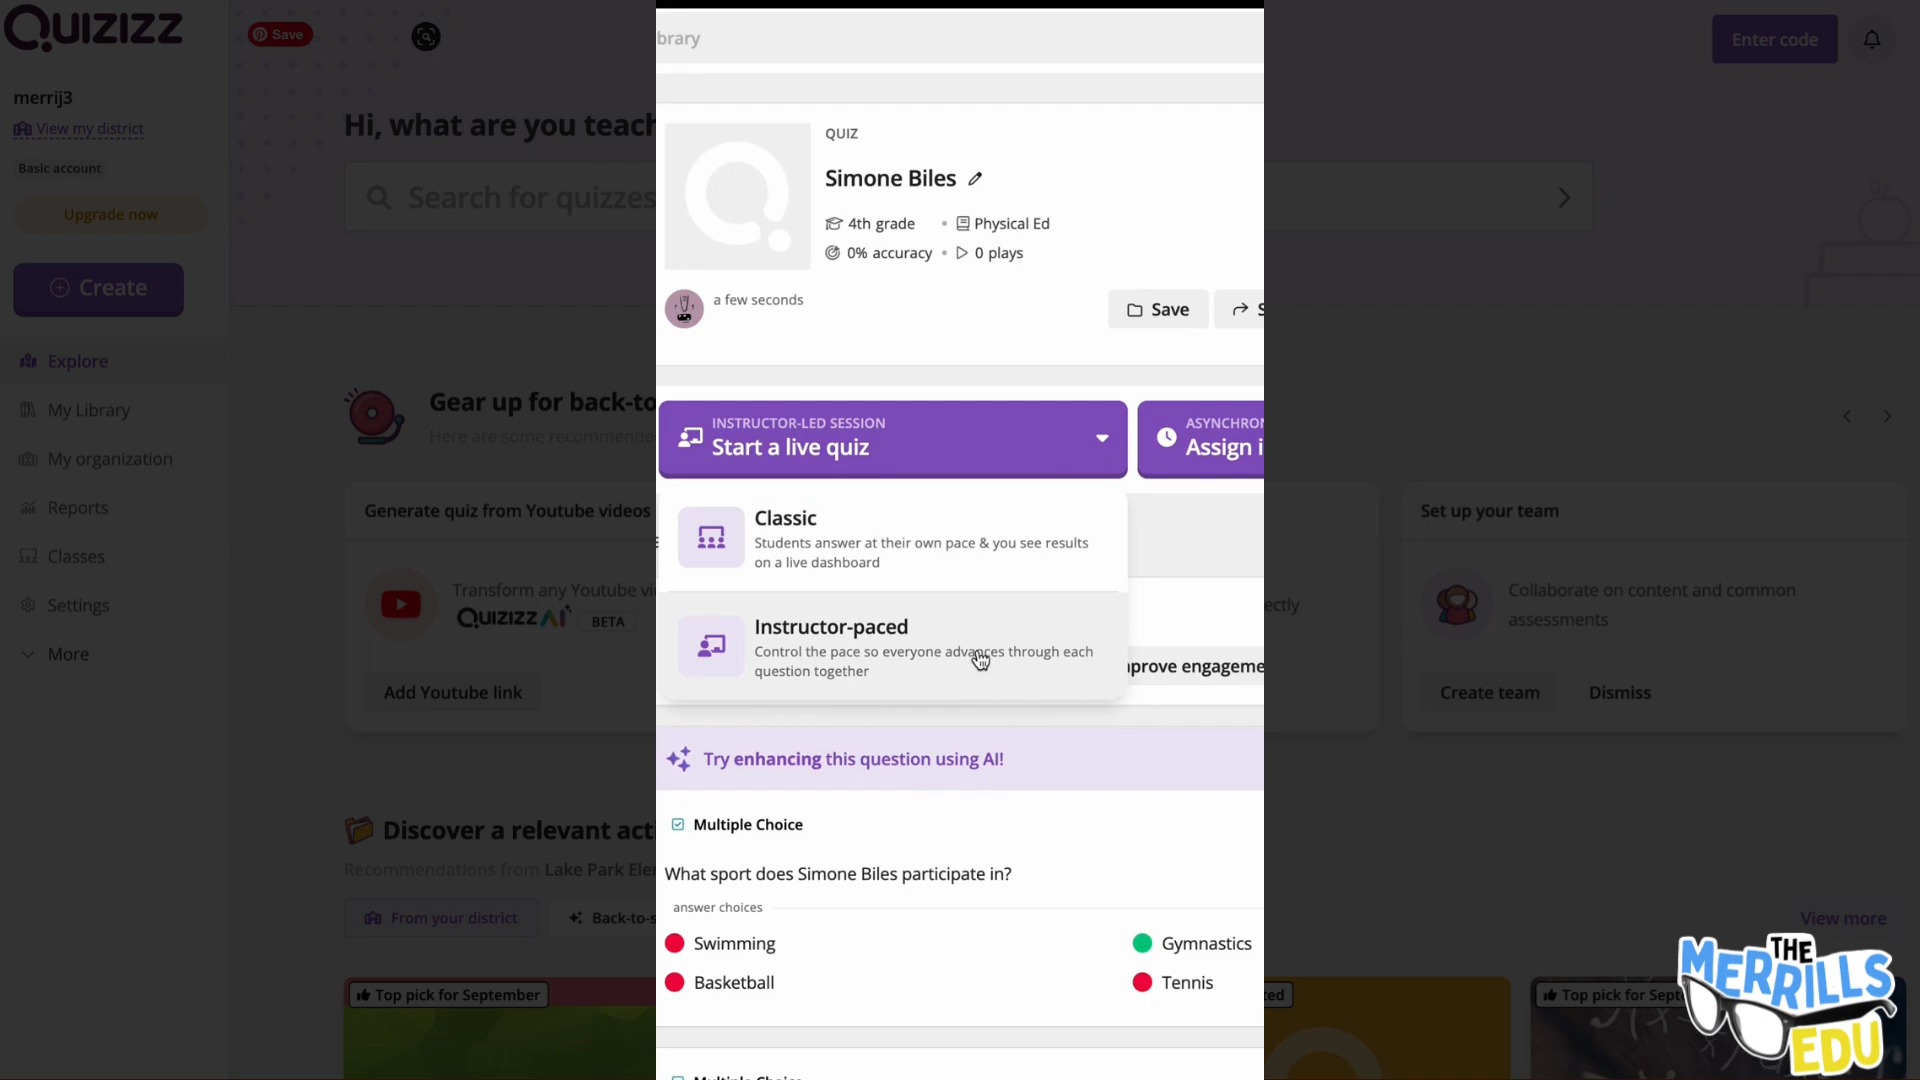 QUIZIZZ
Save
Enter code
merrij3
View my district
Basic account
Upgrade now
Create
Explore
My Library
My organization
Reports
Classes
Settings
More
Hi, what are you teach
Search for quizzes
Gear up for back-to
Here are some recommende
Generate quiz from Youtube videos
Transform any Youtube vi
QUIZIZZ AI BETA
Add Youtube link
Discover a relevant acti
Recommendations from Lake Park Ele
From your district
Back-to-s
Top pick for September
brary
QUIZ
Simone Biles
4th grade • Physical Ed
0% accuracy • 0 plays
a few seconds
Save
S
INSTRUCTOR-LED SESSION
Start a live quiz
ASYNCHRON
Assign i
Classic
Students answer at their own pace & you see results
on a live dashboard
Instructor-paced
Control the pace so everyone advances through each
question together
prove engageme
Try enhancing this question using AI!
Multiple Choice
What sport does Simone Biles participate in?
answer choices
Swimming
Gymnastics
Basketball
Tennis
Multiple Choice
ectly
Set up your team
Collaborate on content and common
assessments
Create team
Dismiss
View more
ted
Top pick for Sept
THE
MERRILLS
EDU